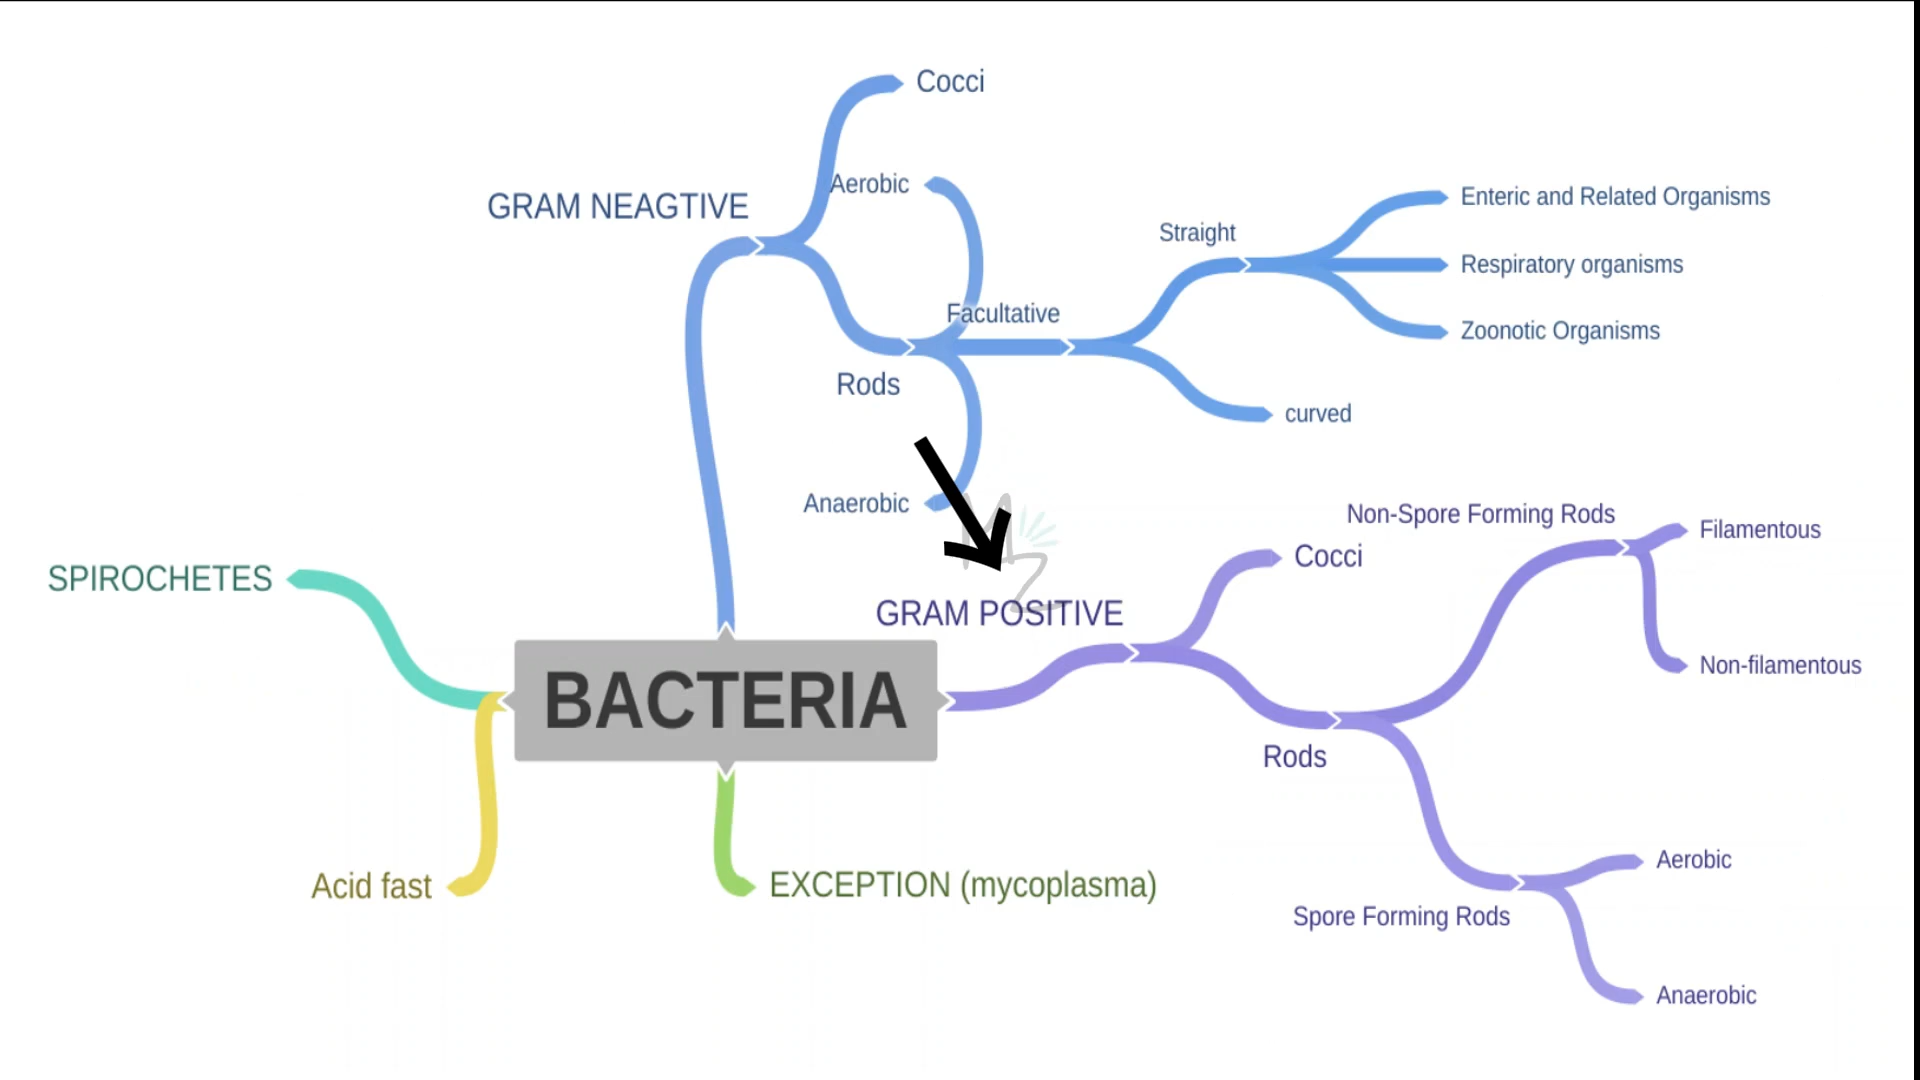 Cocci
Aerobic
GRAM NEAGTIVE
Enteric and Related Organisms
Straight
Respiratory organisms
Facultative
Zoonotic Organisms
Rods
curved
Anaerobic
Non-Spore Forming Rods
Filamentous
Cocci
SPIROCHETES
GRAM POSITIVE
Non-filamentous
BACTERIA
Rods
Aerobic
Acid fast
EXCEPTION (mycoplasma)
Spore Forming Rods
Anaerobic